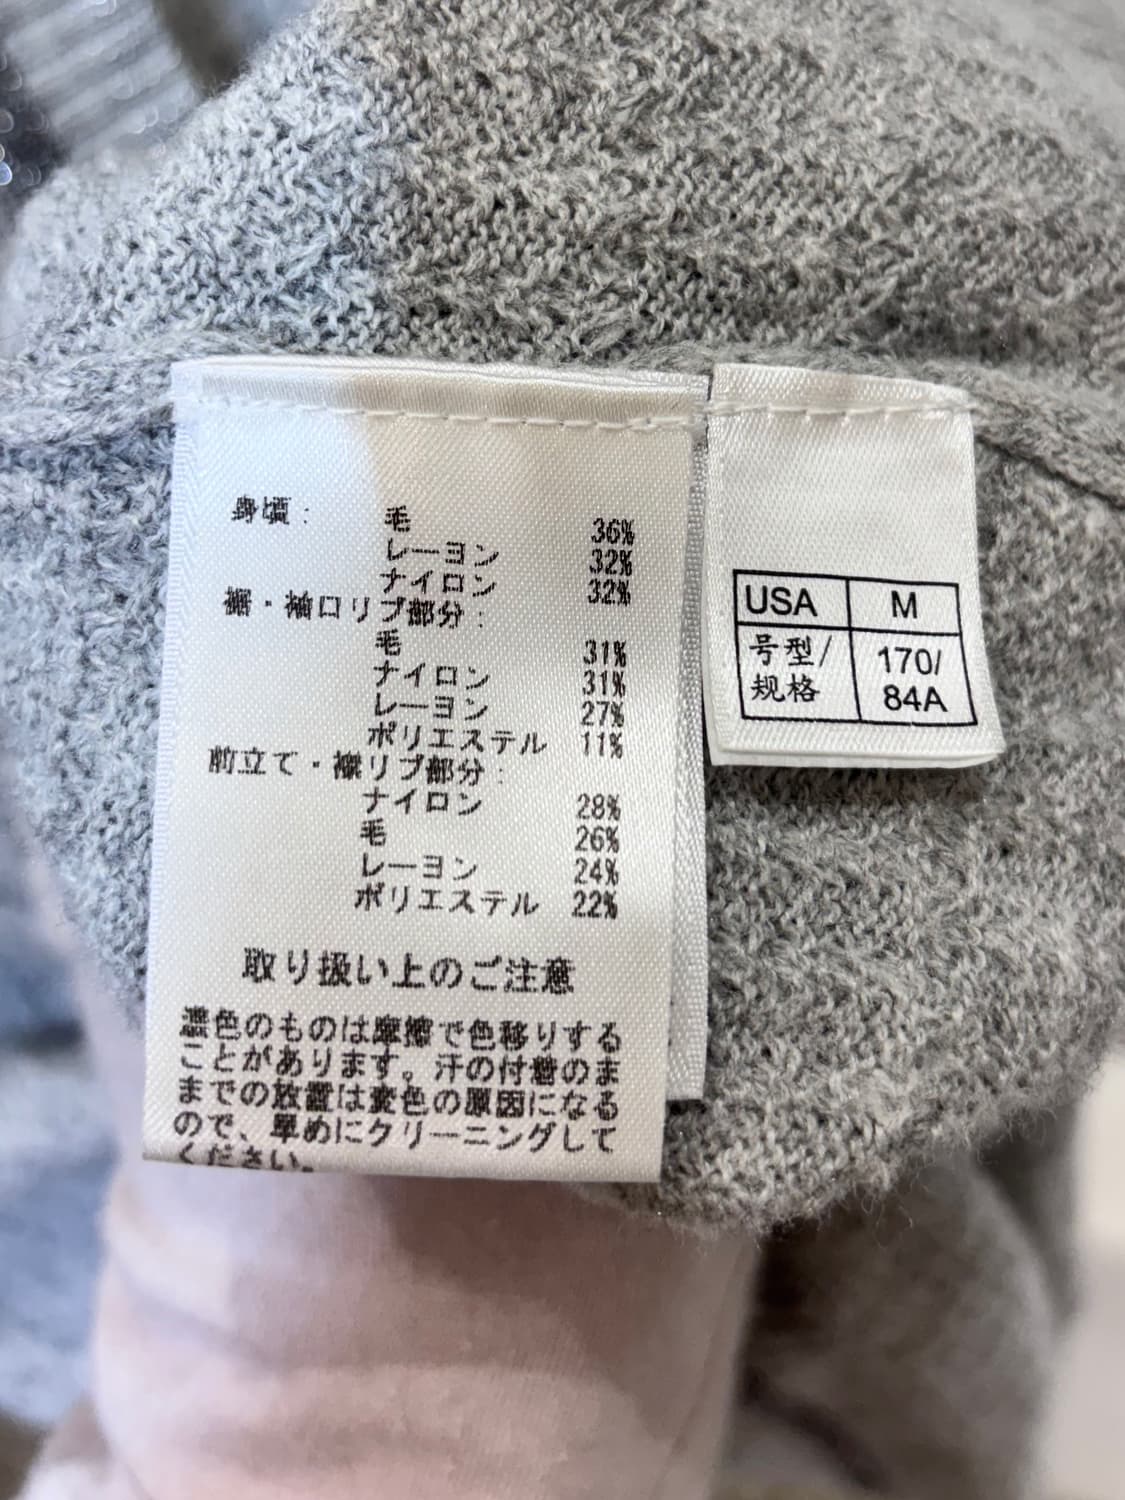 身頃：
毛 36%
レーヨン 32%
ナイロン 32%
裾・袖口リブ部分：
毛 31%
ナイロン 31%
レーヨン 27%
ポリエステル 11%
前立て・襟リブ部分：
ナイロン 28%
毛 26%
レーヨン 24%
ポリエステル 22%
取り扱い上のご注意
濃色のものは摩擦で色移りする
ことがあります。汗の付着のま
までの放置は変色の原因になる
ので、早めにクリーニングして
ください。
USA M
号型/ 170/
规格 84A